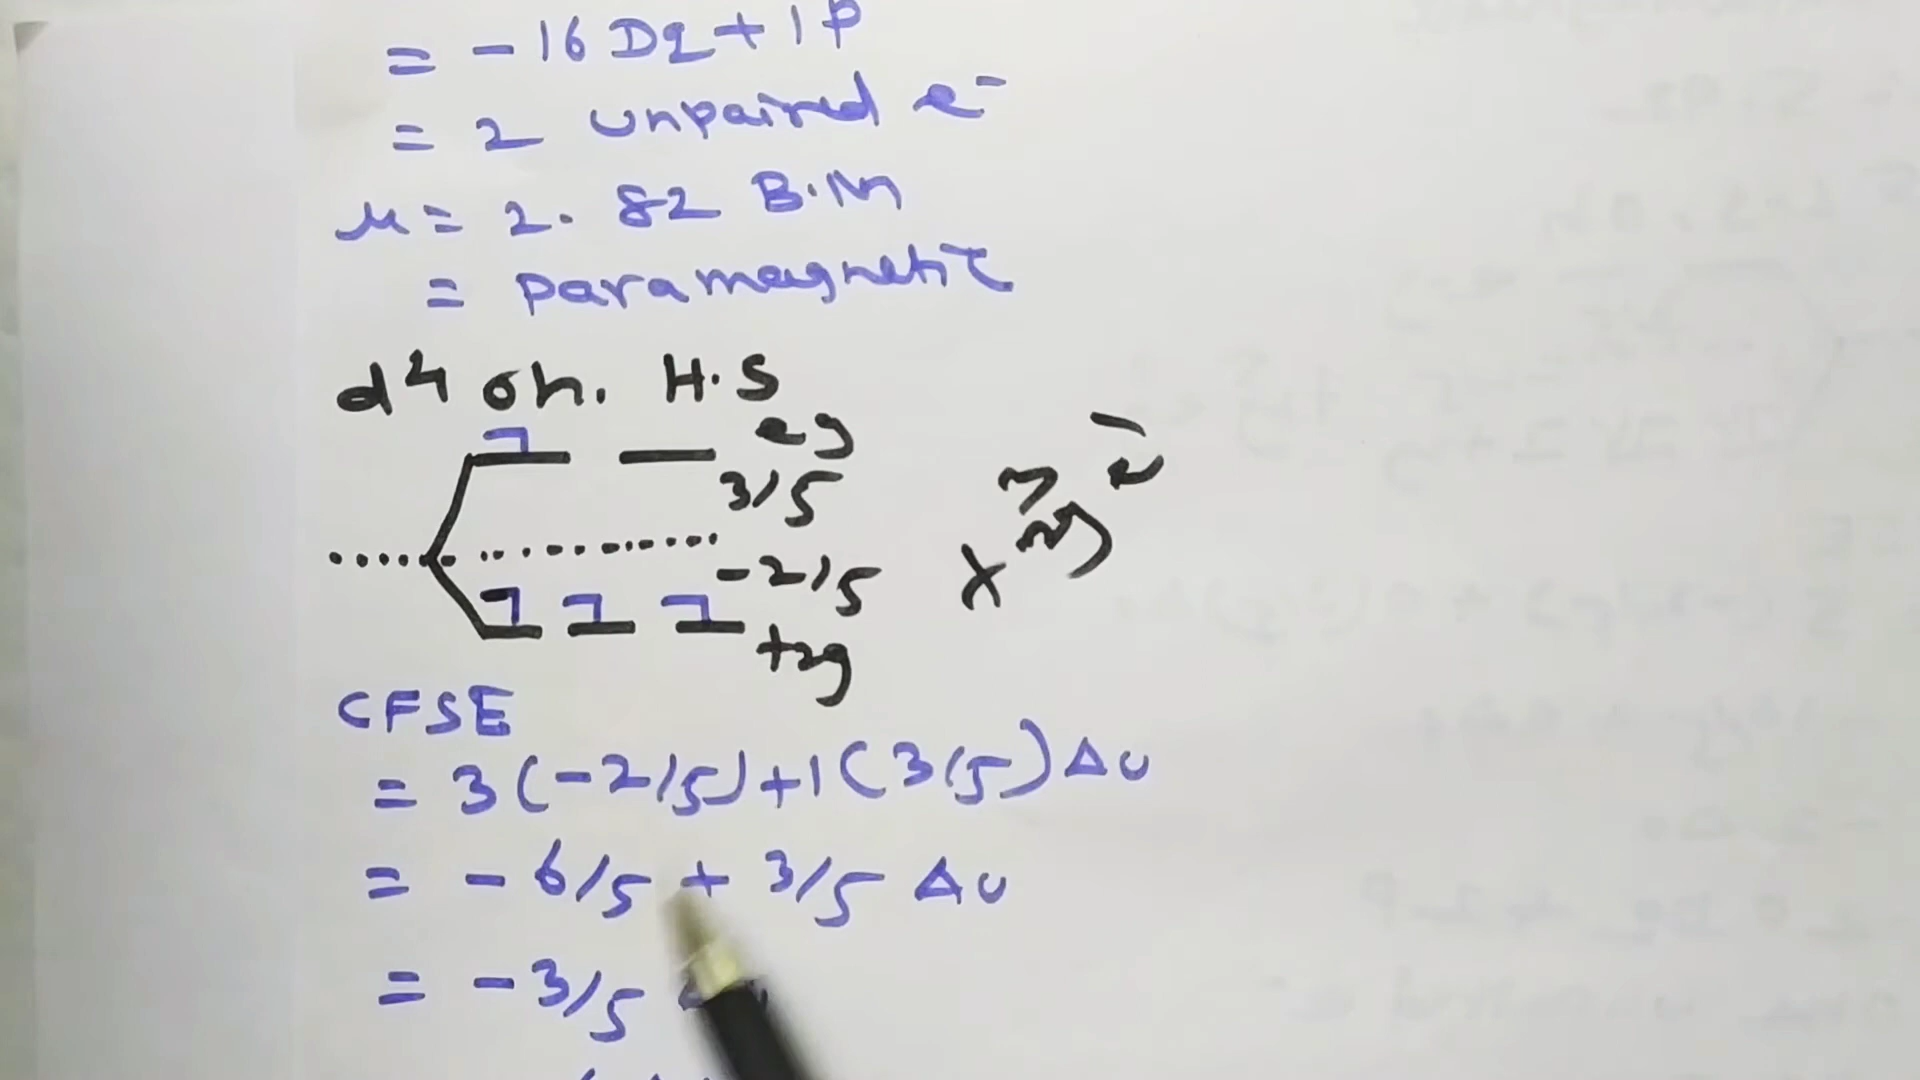 = -16 Dq + 1P
= 2 unpaired e-
μ = 2.82 B.M
= paramagnetic
d4 oh. H.S
eg
3/5
-2/5
t2g
CFSE
= 3(-2/5)+1(3/5)Δo
= -6/5 + 3/5 Δo
= -3/5